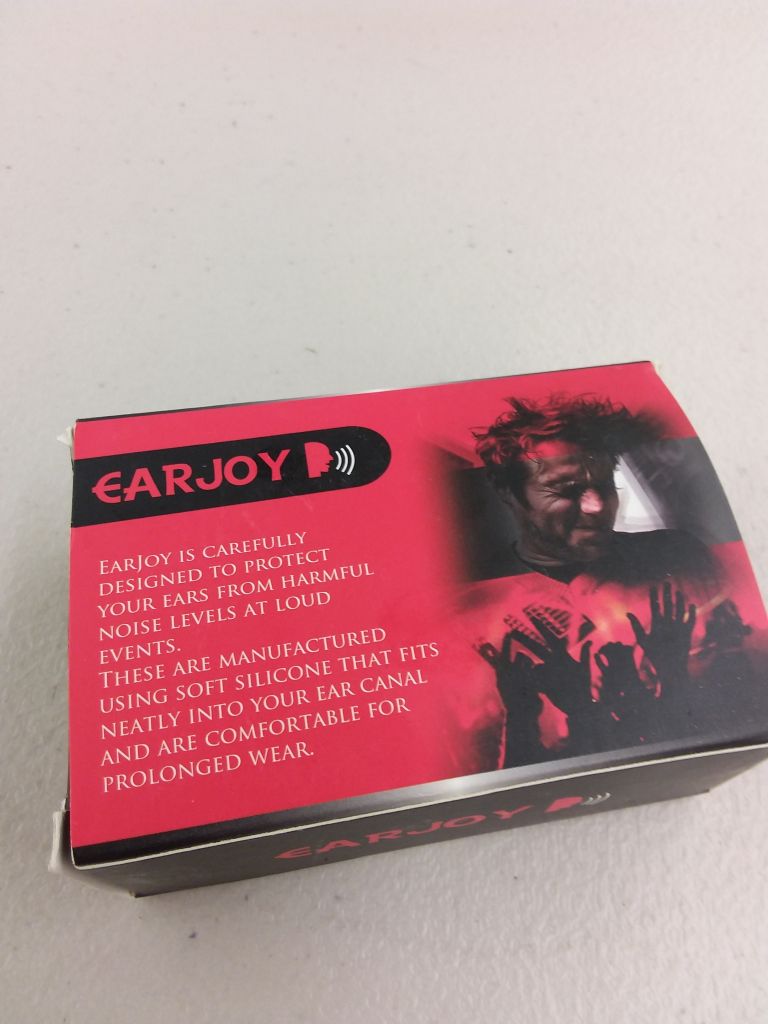 EARJOY
EARJOY IS CAREFULLY
DESIGNED TO PROTECT
YOUR EARS FROM HARMFUL
NOISE LEVELS AT LOUD
EVENTS.
THESE ARE MANUFACTURED
USING SOFT SILICONE THAT FITS
NEATLY INTO YOUR EAR CANAL
AND ARE COMFORTABLE FOR
PROLONGED WEAR.
EARJOY